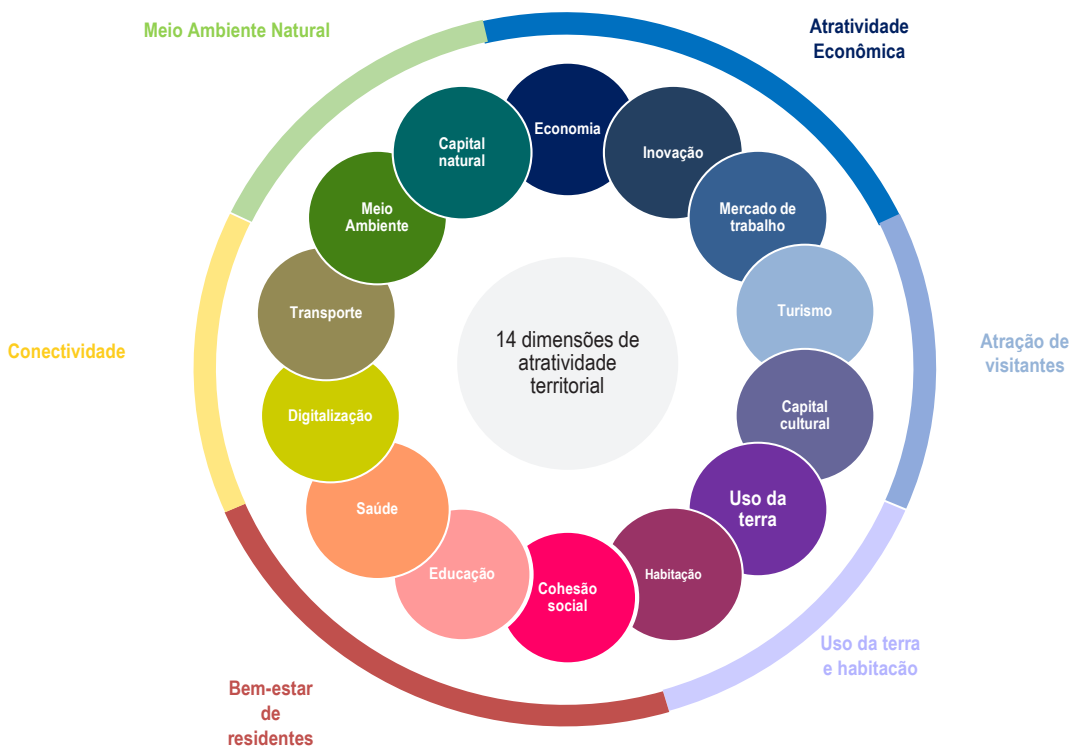 Meio Ambiente Natural
Atratividade
Econômica
Economia
Capital
natural
Inovação
Meio
Ambiente
Mercado de
trabalho
Transporte
Turismo
14 dimensões de
atratividade
territorial
Conectividade
Atração de
visitantes
Digitalização
Capital
cultural
Saúde
Uso da
terra
Educação
Cohesão
social
Habitação
Uso da terra
e habitacão
Bem-estar
de
residentes